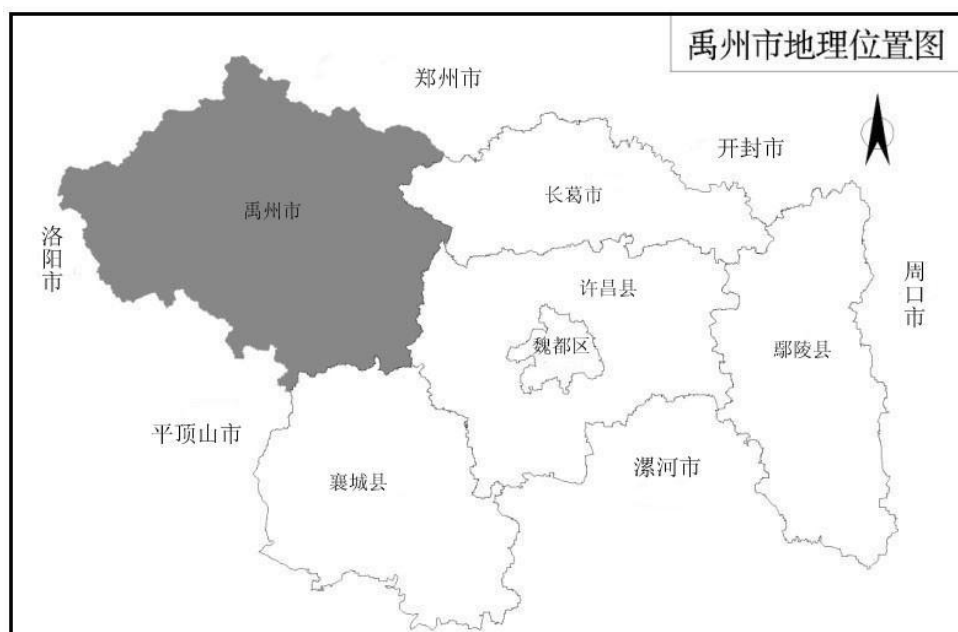 禹州市地理位置图
郑州市
开封市
长葛市
禹州市
洛阳市
周口市
许昌县
魏都区
鄢陵县
平顶山市
漯河市
襄城县